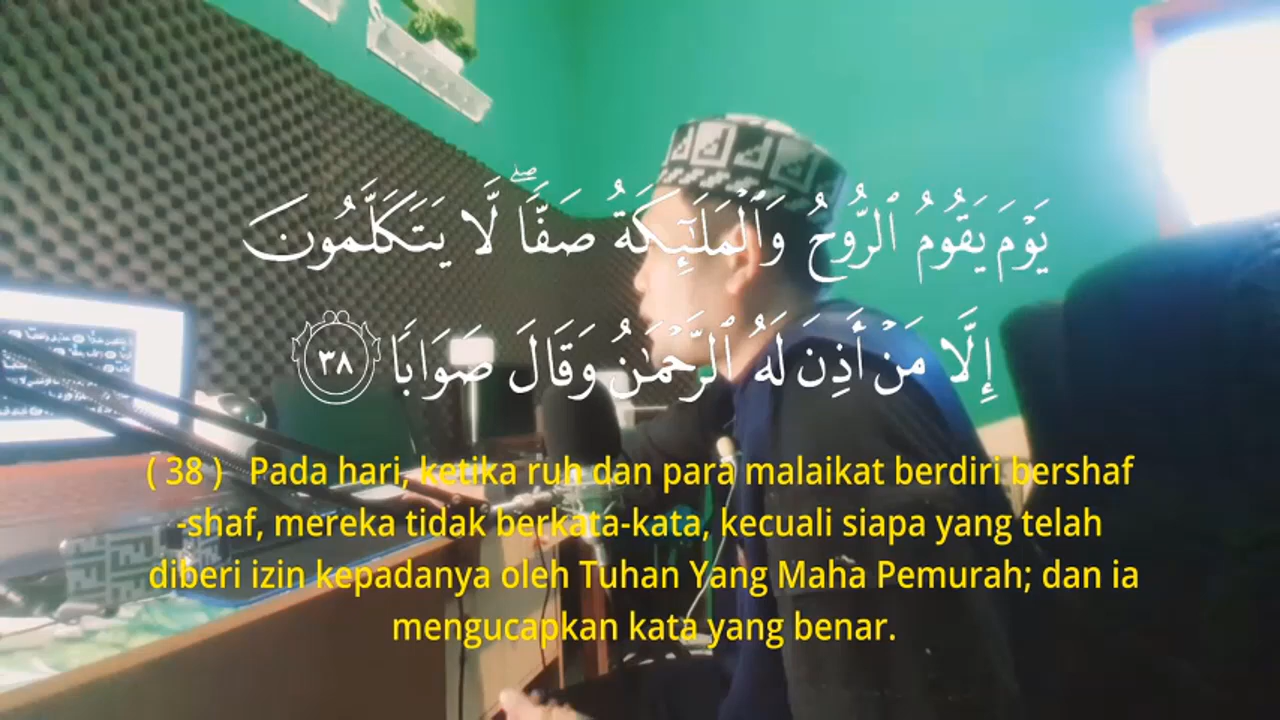 يَوْمَ يَقُومُ ٱلرُّوحُ وَٱلْمَلَـٰٓئِكَةُ صَفًّا ۖ لَّا يَتَكَلَّمُونَ
إِلَّا مَنْ أَذِنَ لَهُ ٱلرَّحْمَـٰنُ وَقَالَ صَوَابًا ٣٨
( 38 ) Pada hari, ketika ruh dan para malaikat berdiri bershaf
-shaf, mereka tidak berkata-kata, kecuali siapa yang telah
diberi izin kepadanya oleh Tuhan Yang Maha Pemurah; dan ia
mengucapkan kata yang benar.